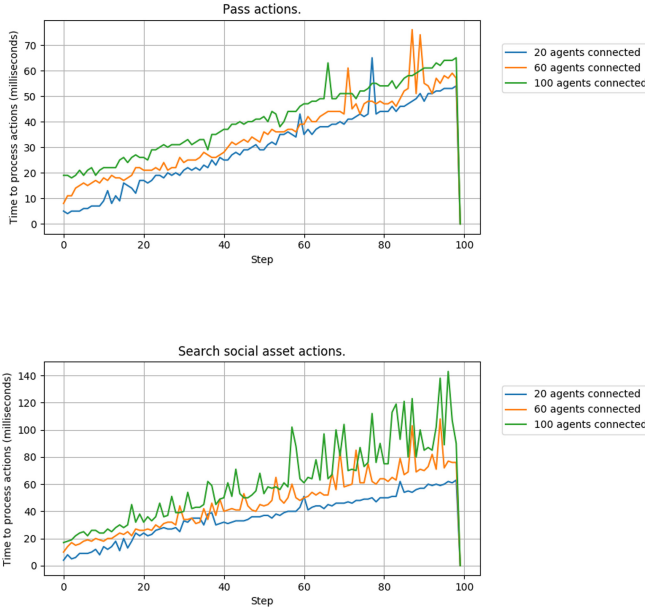 Pass actions.
70
60
50
40
30
20
10
0
Time to process actions (milliseconds)
0 20 40 60 80 100
Step
20 agents connected
60 agents connected
100 agents connected
Search social asset actions.
140
120
100
80
60
40
20
0
Time to process actions (milliseconds)
0 20 40 60 80 100
Step
20 agents connected
60 agents connected
100 agents connected